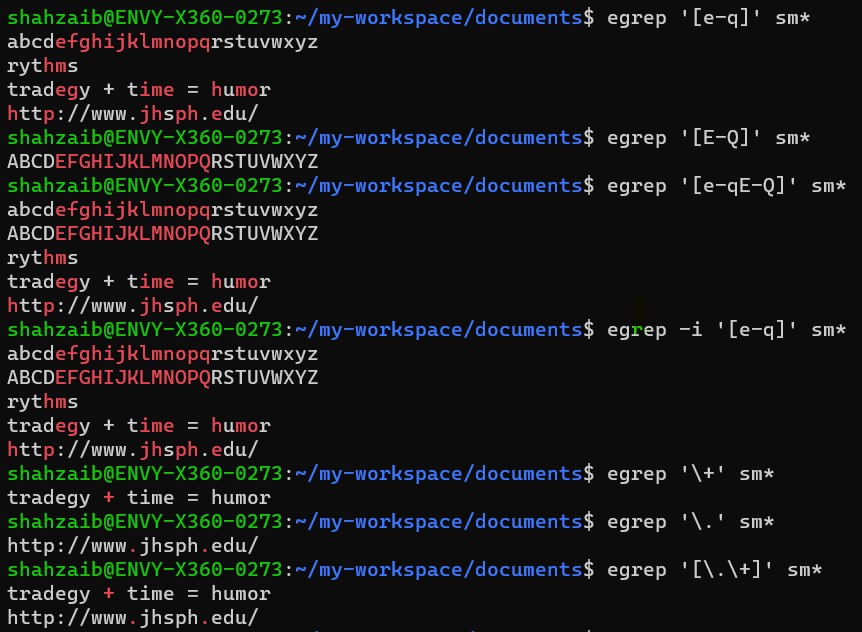 shahzaib@ENVY-X360-0273:~/my-workspace/documents$ egrep '[e-q]' sm*
abcdefghijklmnopqrstuvwxyz
rythms
tradegy + time = humor
http://www.jhsph.edu/
shahzaib@ENVY-X360-0273:~/my-workspace/documents$ egrep '[E-Q]' sm*
ABCDEFGHIJKLMNOPQRSTUVWXYZ
shahzaib@ENVY-X360-0273:~/my-workspace/documents$ egrep '[e-qE-Q]' sm*
abcdefghijklmnopqrstuvwxyz
ABCDEFGHIJKLMNOPQRSTUVWXYZ
rythms
tradegy + time = humor
http://www.jhsph.edu/
shahzaib@ENVY-X360-0273:~/my-workspace/documents$ egrep -i '[e-q]' sm*
abcdefghijklmnopqrstuvwxyz
ABCDEFGHIJKLMNOPQRSTUVWXYZ
rythms
tradegy + time = humor
http://www.jhsph.edu/
shahzaib@ENVY-X360-0273:~/my-workspace/documents$ egrep '\+' sm*
tradegy + time = humor
shahzaib@ENVY-X360-0273:~/my-workspace/documents$ egrep '\.' sm*
http://www.jhsph.edu/
shahzaib@ENVY-X360-0273:~/my-workspace/documents$ egrep '[\.\+]' sm*
tradegy + time = humor
http://www.jhsph.edu/